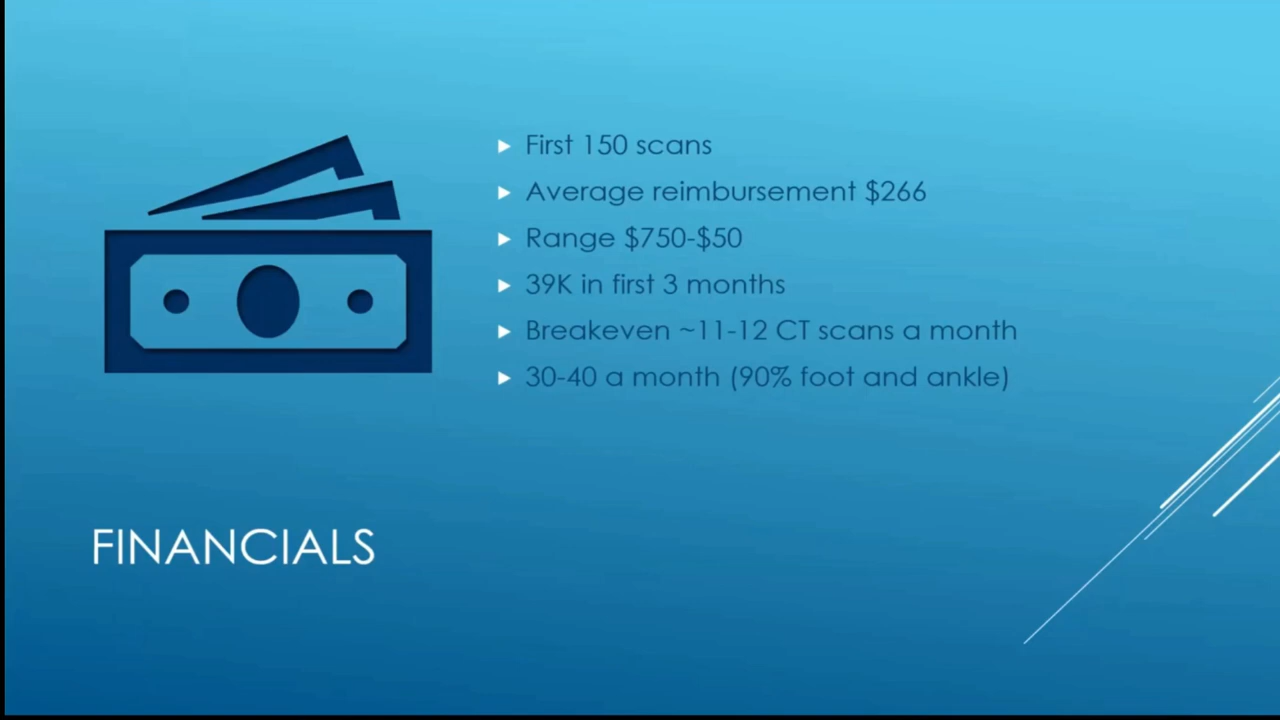 First 150 scans
Average reimbursement $266
Range $750-$50
39K in first 3 months
Breakeven ~11-12 CT scans a month
30-40 a month (90% foot and ankle)
FINANCIALS